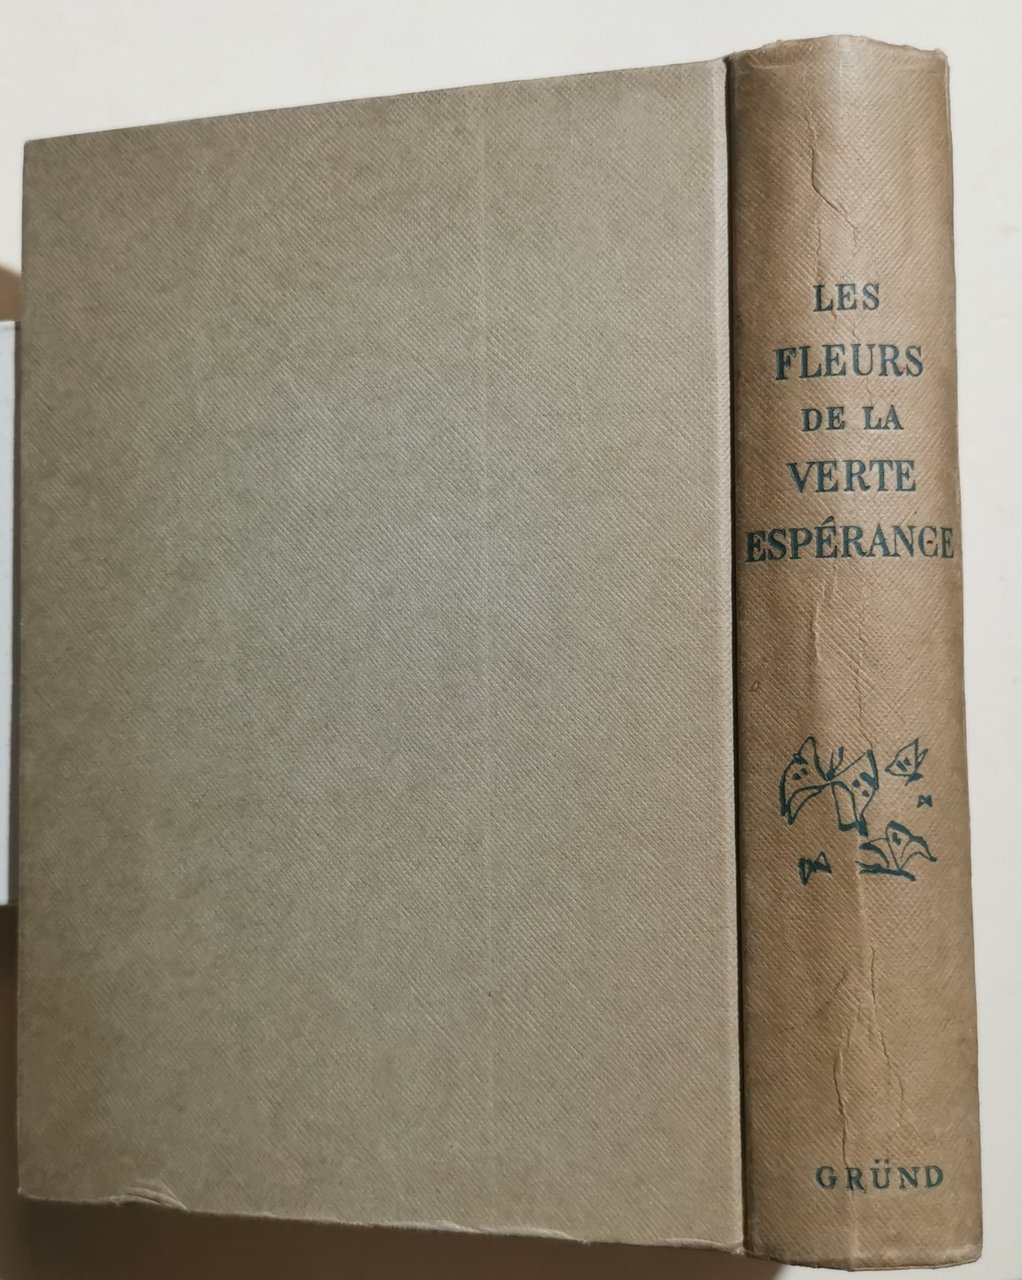 LES
FLEURS
DE LA
VERTE
ESPÉRANCE
GRÜND